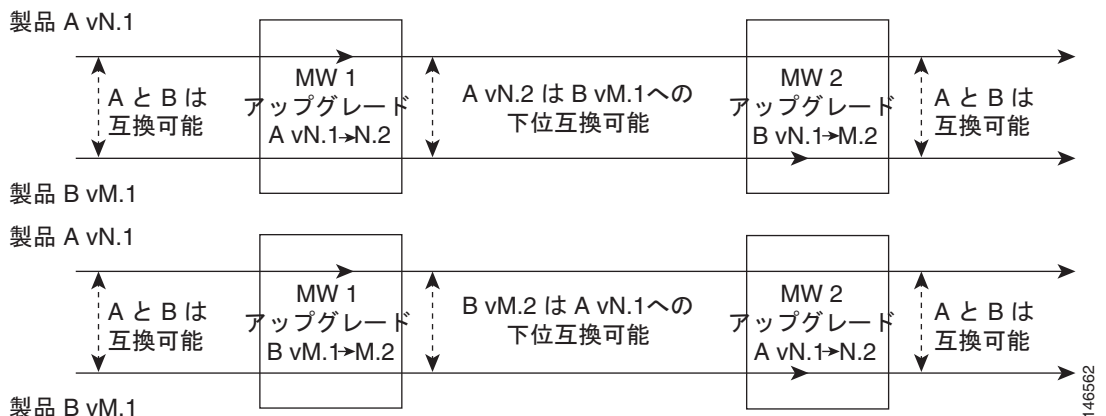 製品 A vN.1
A と B は
互換可能
MW 1
アップグレード
A vN.1→N.2
A vN.2 は B vM.1への
下位互換可能
MW 2
アップグレード
B vN.1→M.2
A と B は
互換可能
製品 B vM.1
製品 A vN.1
A と B は
互換可能
MW 1
アップグレード
B vM.1→M.2
B vM.2 は A vN.1への
下位互換可能
MW 2
アップグレード
A vN.1→N.2
A と B は
互換可能
製品 B vM.1
146562